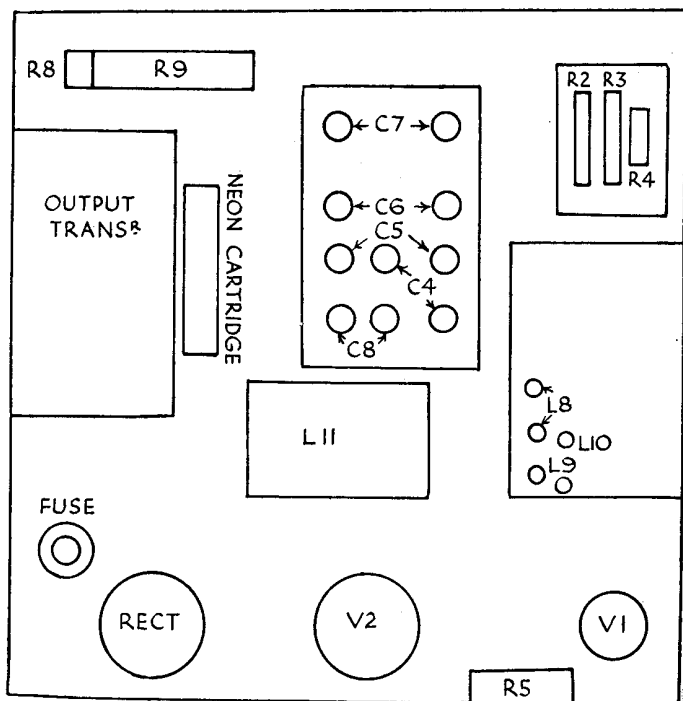 R8
R9
R2 R3
R4
C7
OUTPUT
TRANSR
NEON CARTRIDGE
C6
C5
C4
C8
L8
L10
L9
L11
FUSE
RECT
V2
V1
R5